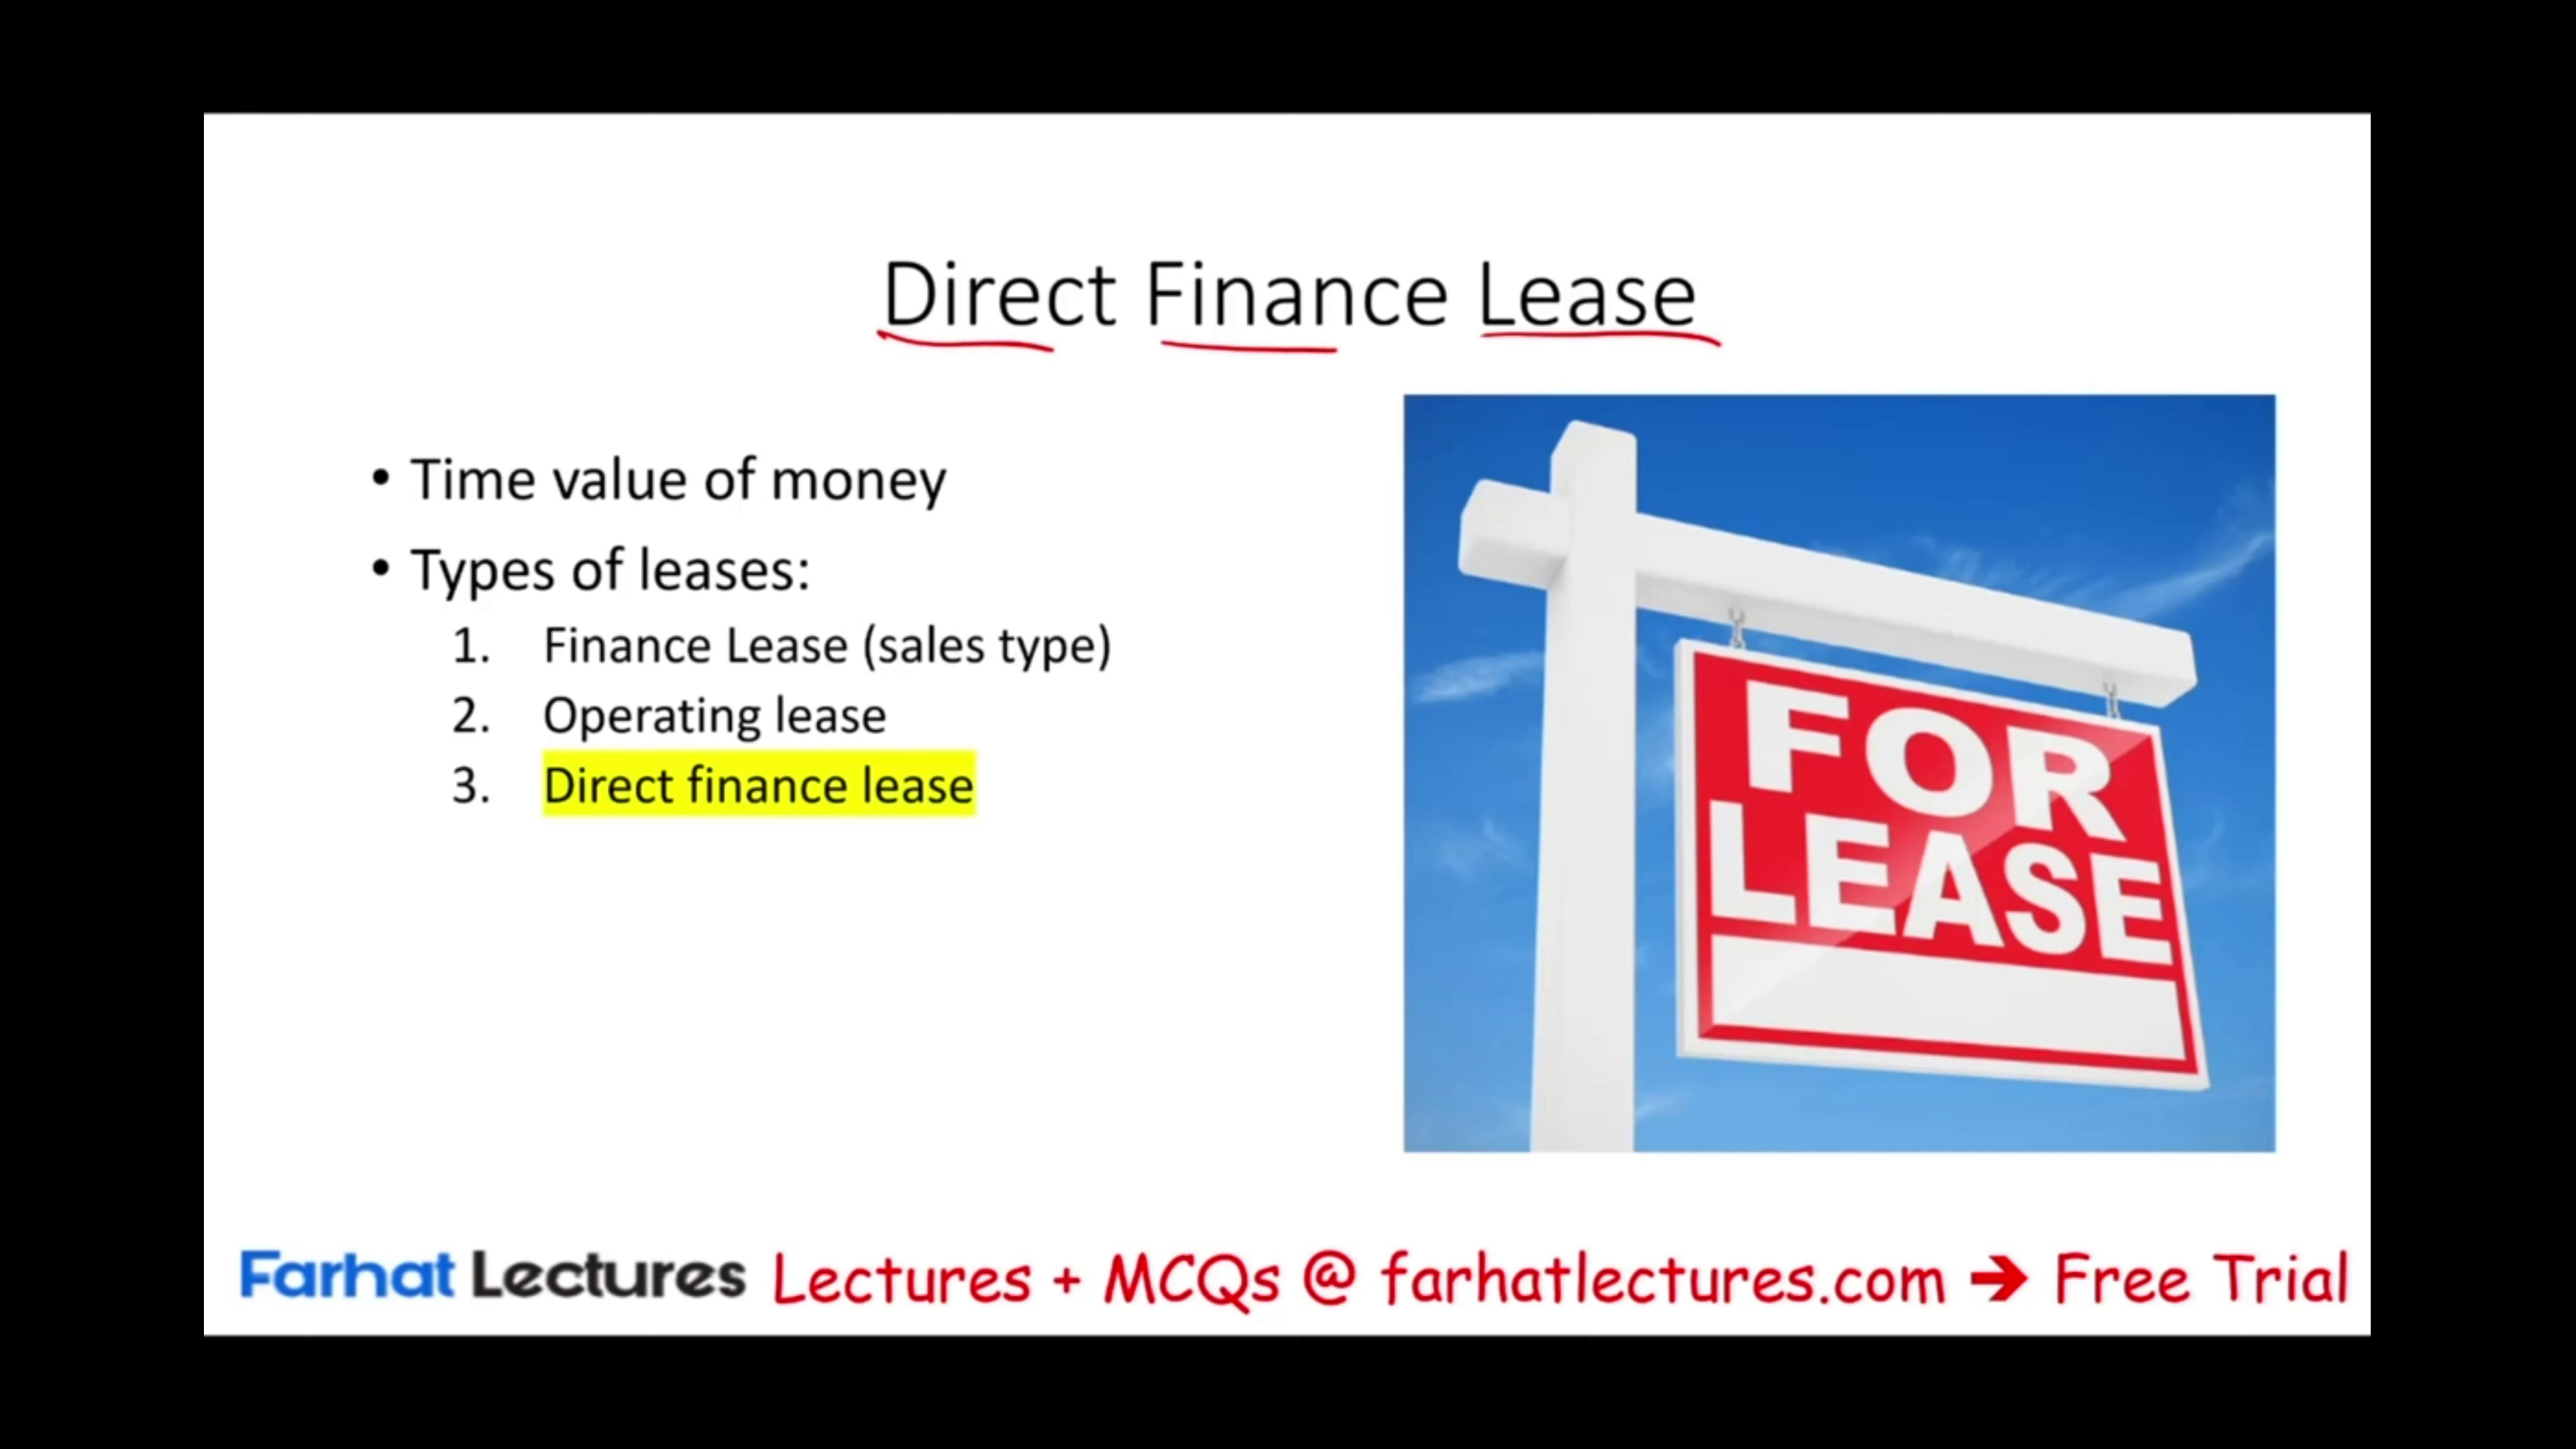 Direct Finance Lease
• Time value of money
• Types of leases:
1. Finance Lease (sales type)
2. Operating lease
3. Direct finance lease
FOR
LEASE
Farhat Lectures Lectures + MCQs @ farhatlectures.com ➔ Free Trial